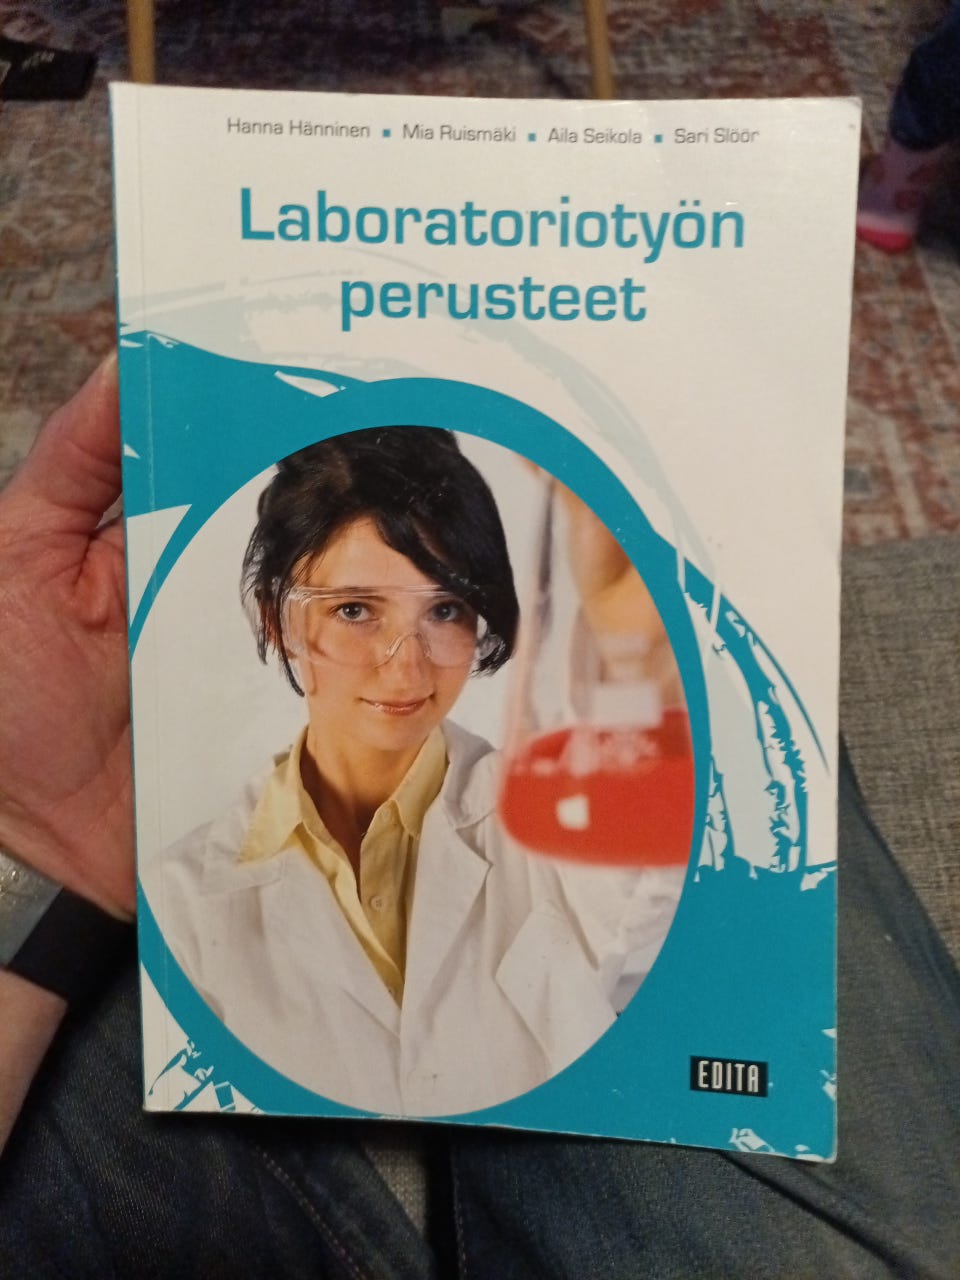 Hanna Hänninen ▪ Mia Ruismäki ▪ Aila Seikola ▪ Sari Slöör
Laboratoriotyön
perusteet
EDITA